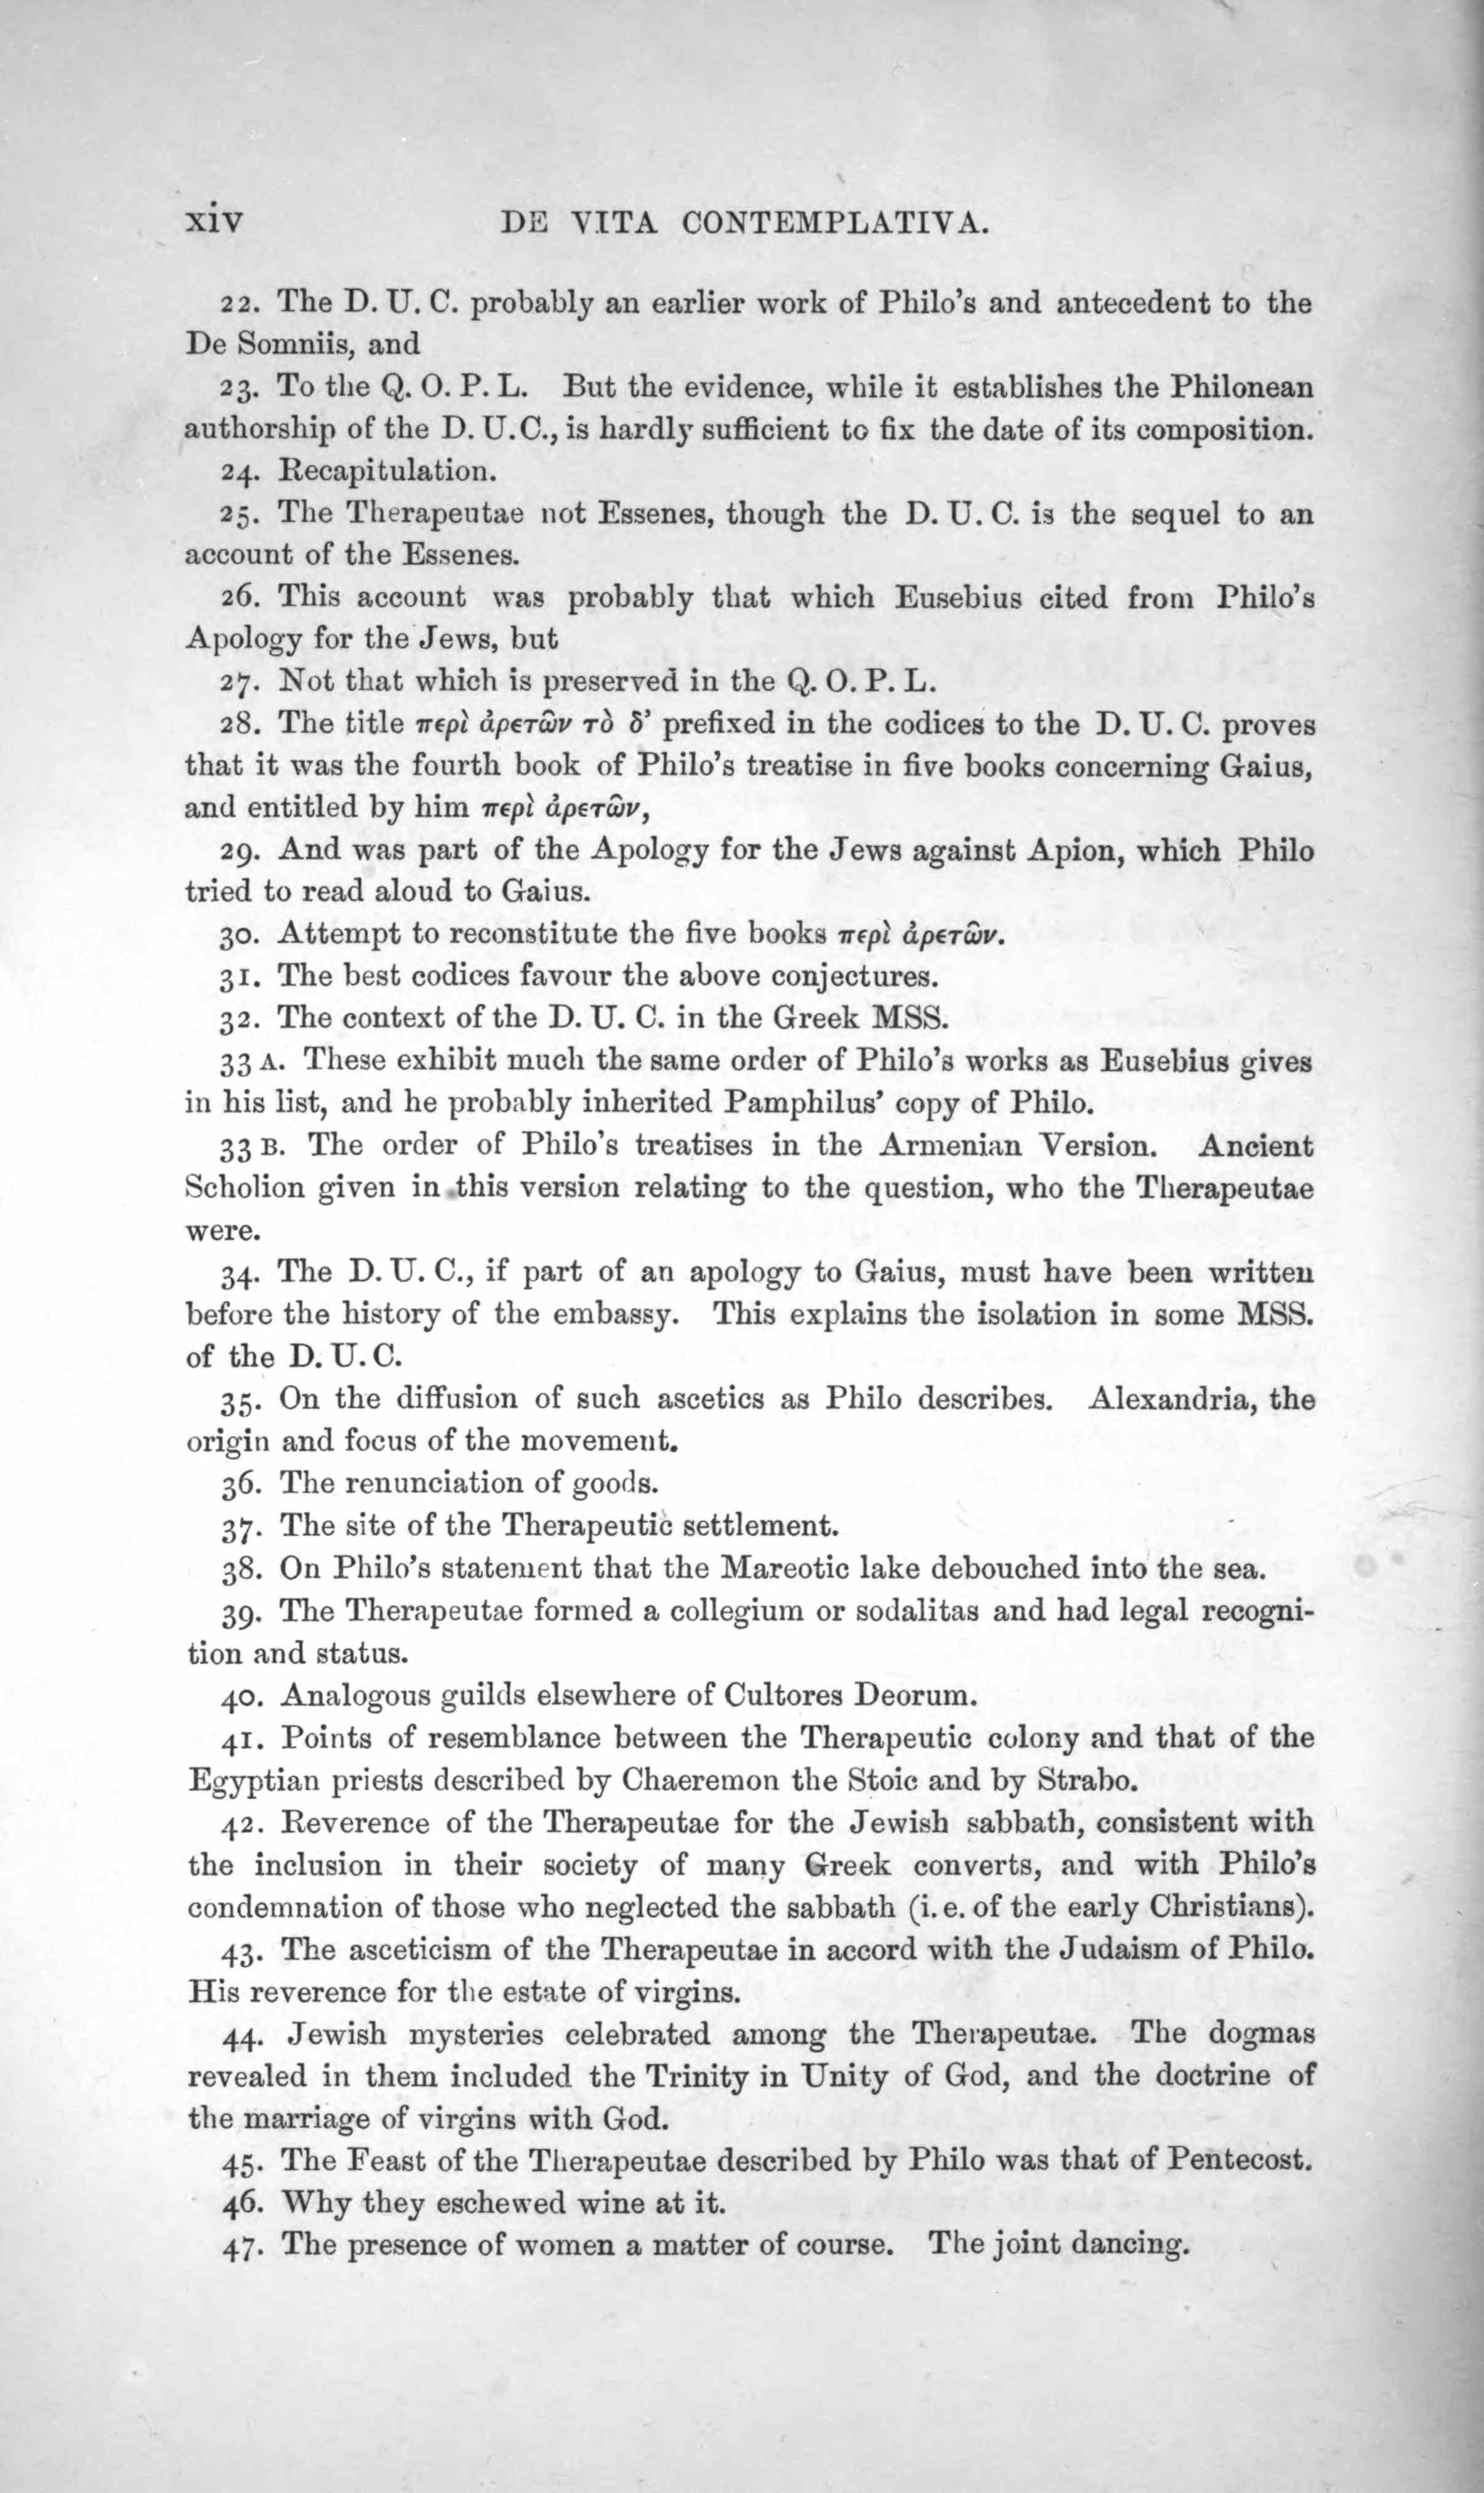 xiv DE VITA CONTEMPLATIVA.
22. The D. U. C. probably an earlier work of Philo's and antecedent to the
De Somniis, and
23. To the Q. O. P. L. But the evidence, while it establishes the Philonean
authorship of the D. U.C., is hardly sufficient to fix the date of its composition.
24. Recapitulation.
25. The Therapeutae not Essenes, though the D. U. C. is the sequel to an
account of the Essenes.
26. This account was probably that which Eusebius cited from Philo's
Apology for the Jews, but
27. Not that which is preserved in the Q. O. P. L.
28. The title περὶ ἀρετῶν τὸ δ' prefixed in the codices to the D. U. C. proves
that it was the fourth book of Philo's treatise in five books concerning Gaius,
and entitled by him περὶ ἀρετῶν,
29. And was part of the Apology for the Jews against Apion, which Philo
tried to read aloud to Gaius.
30. Attempt to reconstitute the five books περὶ ἀρετῶν.
31. The best codices favour the above conjectures.
32. The context of the D. U. C. in the Greek MSS.
33 A. These exhibit much the same order of Philo's works as Eusebius gives
in his list, and he probably inherited Pamphilus' copy of Philo.
33 B. The order of Philo's treatises in the Armenian Version. Ancient
Scholion given in this version relating to the question, who the Therapeutae
were.
34. The D. U. C., if part of an apology to Gaius, must have been written
before the history of the embassy. This explains the isolation in some MSS.
of the D. U. C.
35. On the diffusion of such ascetics as Philo describes. Alexandria, the
origin and focus of the movement.
36. The renunciation of goods.
37. The site of the Therapeutic settlement.
38. On Philo's statement that the Mareotic lake debouched into the sea.
39. The Therapeutae formed a collegium or sodalitas and had legal recogni-
tion and status.
40. Analogous guilds elsewhere of Cultores Deorum.
41. Points of resemblance between the Therapeutic colony and that of the
Egyptian priests described by Chaeremon the Stoic and by Strabo.
42. Reverence of the Therapeutae for the Jewish sabbath, consistent with
the inclusion in their society of many Greek converts, and with Philo's
condemnation of those who neglected the sabbath (i. e. of the early Christians).
43. The asceticism of the Therapeutae in accord with the Judaism of Philo.
His reverence for the estate of virgins.
44. Jewish mysteries celebrated among the Therapeutae. The dogmas
revealed in them included the Trinity in Unity of God, and the doctrine of
the marriage of virgins with God.
45. The Feast of the Therapeutae described by Philo was that of Pentecost.
46. Why they eschewed wine at it.
47. The presence of women a matter of course. The joint dancing.